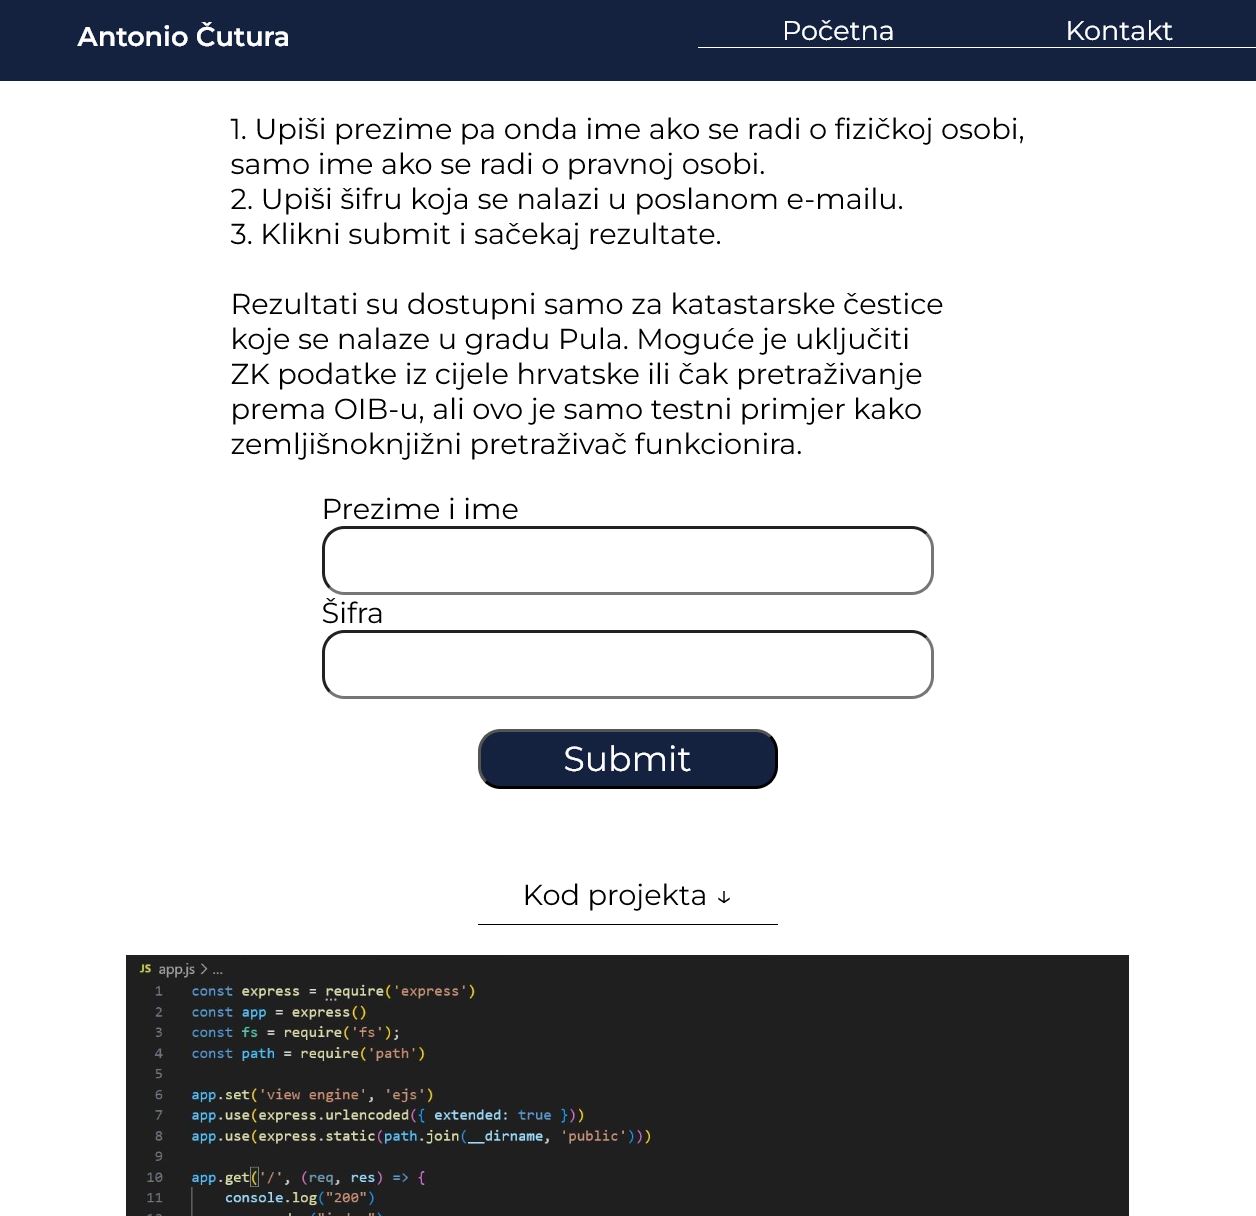 Antonio Čutura
Početna
Kontakt
1. Upiši prezime pa onda ime ako se radi o fizičkoj osobi,
samo ime ako se radi o pravnoj osobi.
2. Upiši šifru koja se nalazi u poslanom e-mailu.
3. Klikni submit i sačekaj rezultate.
Rezultati su dostupni samo za katastarske čestice
koje se nalaze u gradu Pula. Moguće je uključiti
ZK podatke iz cijele hrvatske ili čak pretraživanje
prema OIB-u, ali ovo je samo testni primjer kako
zemljišnoknjižni pretraživač funkcionira.
Prezime i ime
Šifra
Submit
Kod projekta ↓
JS app.js > ...
1 const express = require('express')
2 const app = express()
3 const fs = require('fs');
4 const path = require('path')
5
6 app.set('view engine', 'ejs')
7 app.use(express.urlencoded({ extended: true }))
8 app.use(express.static(path.join(__dirname, 'public')))
9
10 app.get('/', (req, res) => {
11 console.log("200")